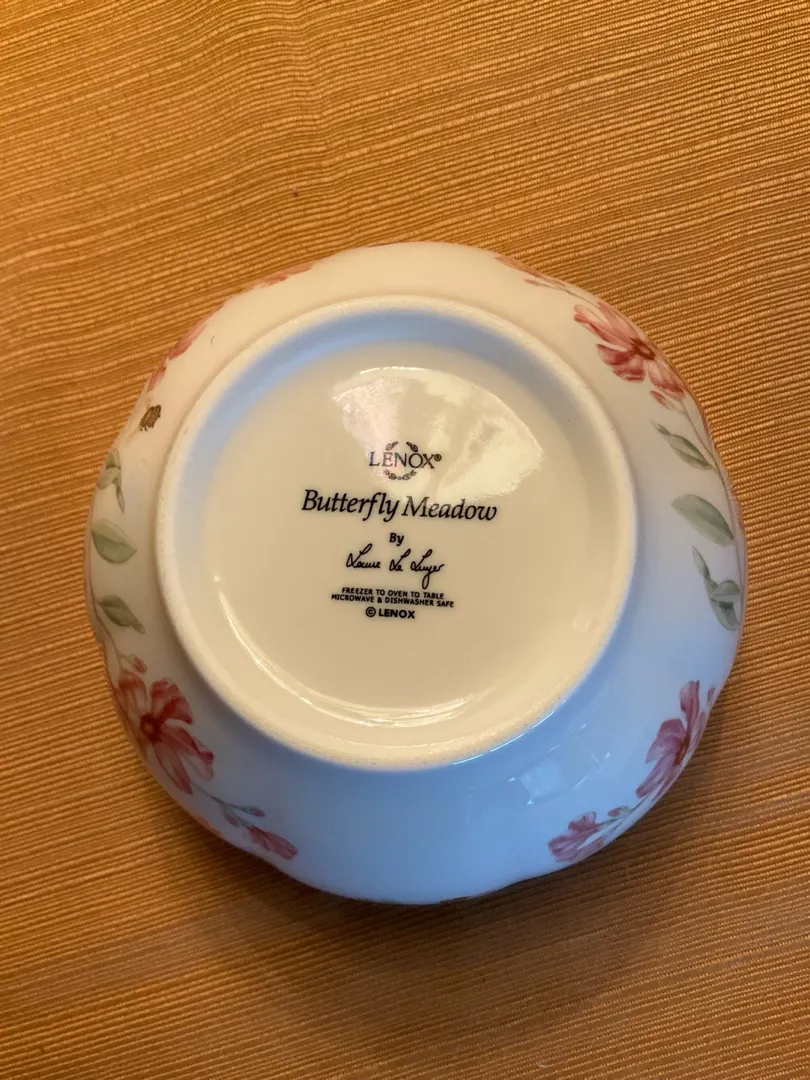 LENOX®
Butterfly Meadow
By
Louise Le Luyer
FREEZER TO OVEN TO TABLE
MICROWAVE & DISHWASHER SAFE
© LENOX